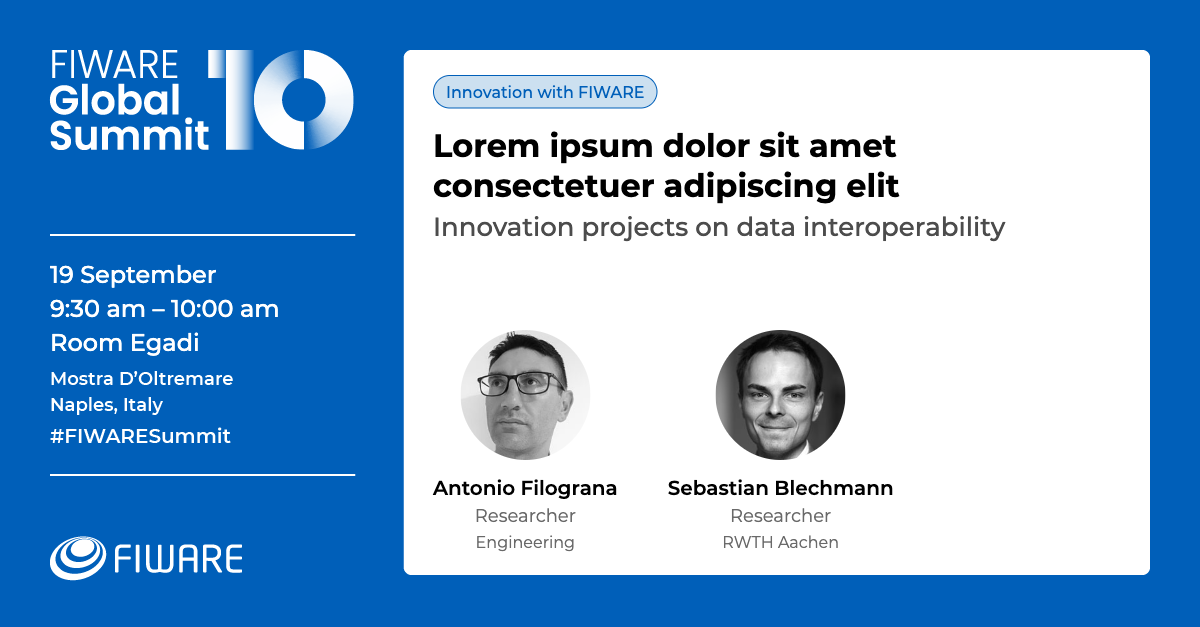 FIWARE
Global
Summit
10
19 September
9:30 am – 10:00 am
Room Egadi
Mostra D’Oltremare
Naples, Italy
#FIWARESummit
FIWARE
Innovation with FIWARE
Lorem ipsum dolor sit amet
consectetuer adipiscing elit
Innovation projects on data interoperability
Antonio Filograna
Researcher
Engineering
Sebastian Blechmann
Researcher
RWTH Aachen